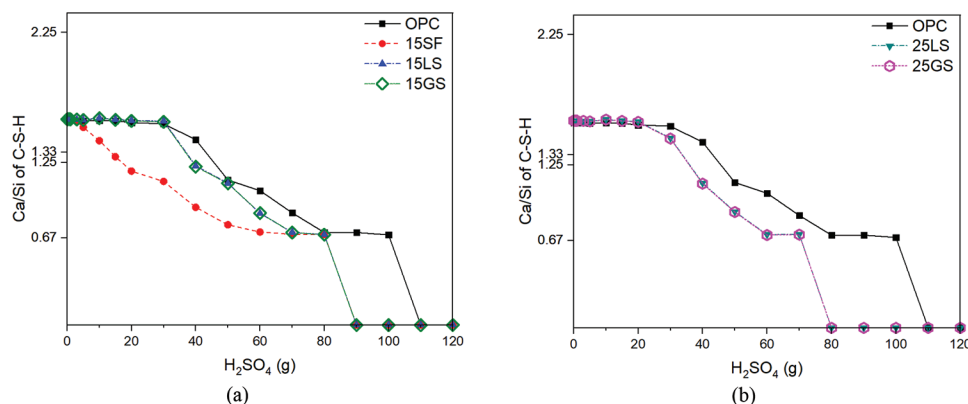 (a)
OPC
15SF
15LS
15GS
2.25
1.33
1.25
0.67
Ca/Si of C-S-H
0 20 40 60 80 100 120
H₂SO₄ (g)
(b)
OPC
25LS
25GS
2.25
1.33
1.25
0.67
Ca/Si of C-S-H
0 20 40 60 80 100 120
H₂SO₄ (g)
(a)
(b)